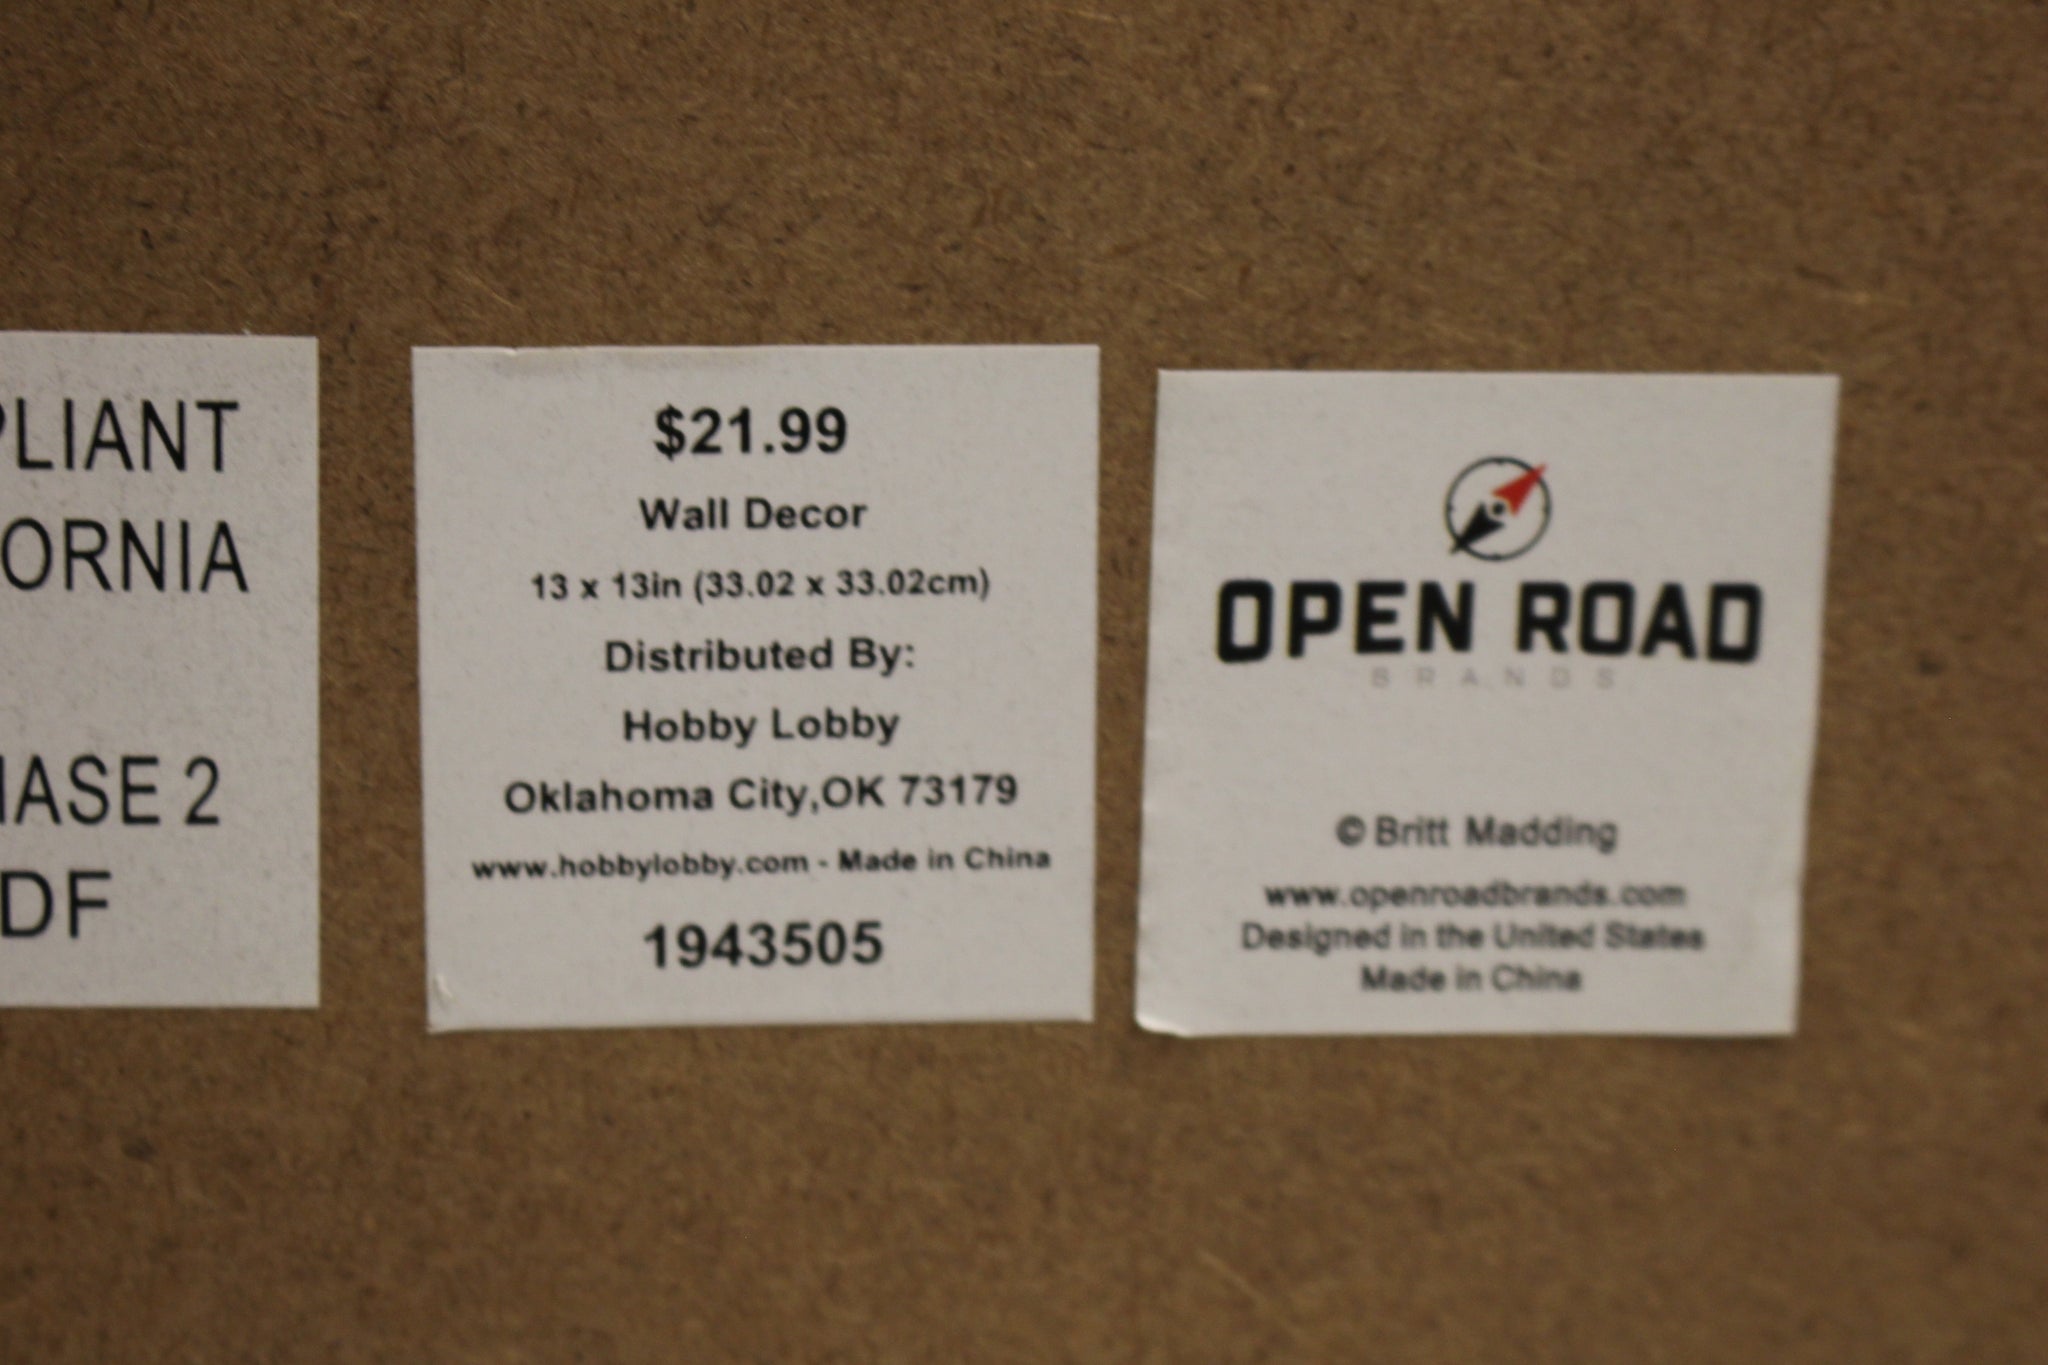 PLIANT
ORNIA
ASE 2
DF
$21.99
Wall Decor
13 x 13in (33.02 x 33.02cm)
Distributed By:
Hobby Lobby
Oklahoma City,OK 73179
www.hobbylobby.com - Made in China
1943505
OPEN ROAD
BRANDS
© Britt Madding
www.openroadbrands.com
Designed in the United States
Made in China